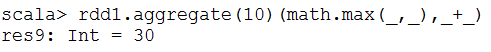 scala> rdd1.aggregate(10)(math.max(_,_),_+_)
res9: Int = 30